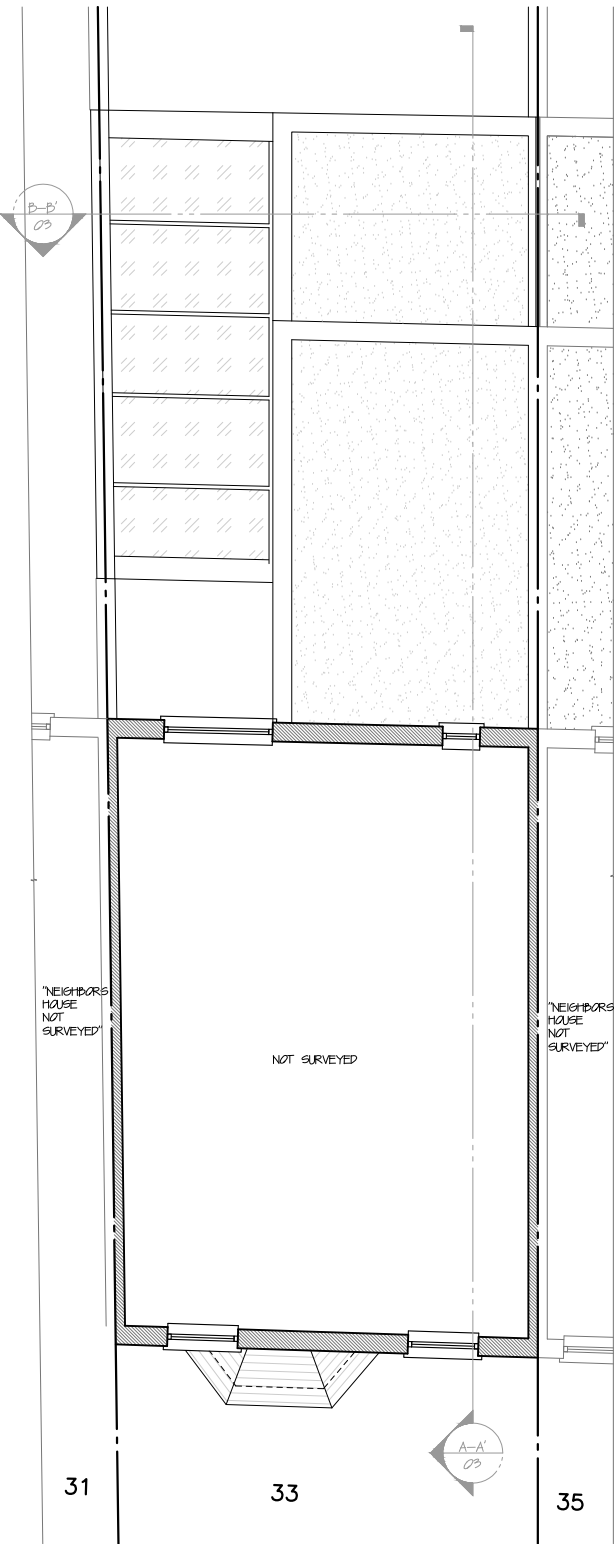 B-B'
03
"NEIGHBORS
HOUSE
NOT
SURVEYED"
"NEIGHBORS
HOUSE
NOT
SURVEYED"
NOT SURVEYED
A-A'
03
31
33
35